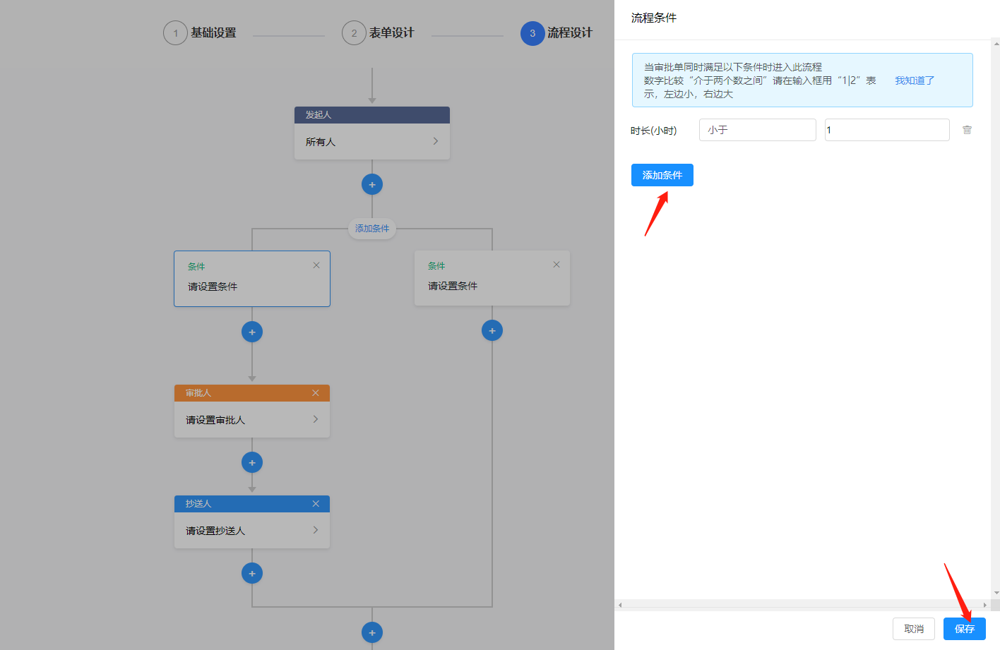 1 基础设置
2 表单设计
3 流程设计
发起人
所有人
添加条件
条件
请设置条件
条件
请设置条件
审批人
请设置审批人
抄送人
请设置抄送人
流程条件
当审批单同时满足以下条件时进入此流程
数字比较“介于两个数之间”请在输入框用“1|2”表
示，左边小，右边大
我知道了
时长(小时) 小于 1
添加条件
取消 保存